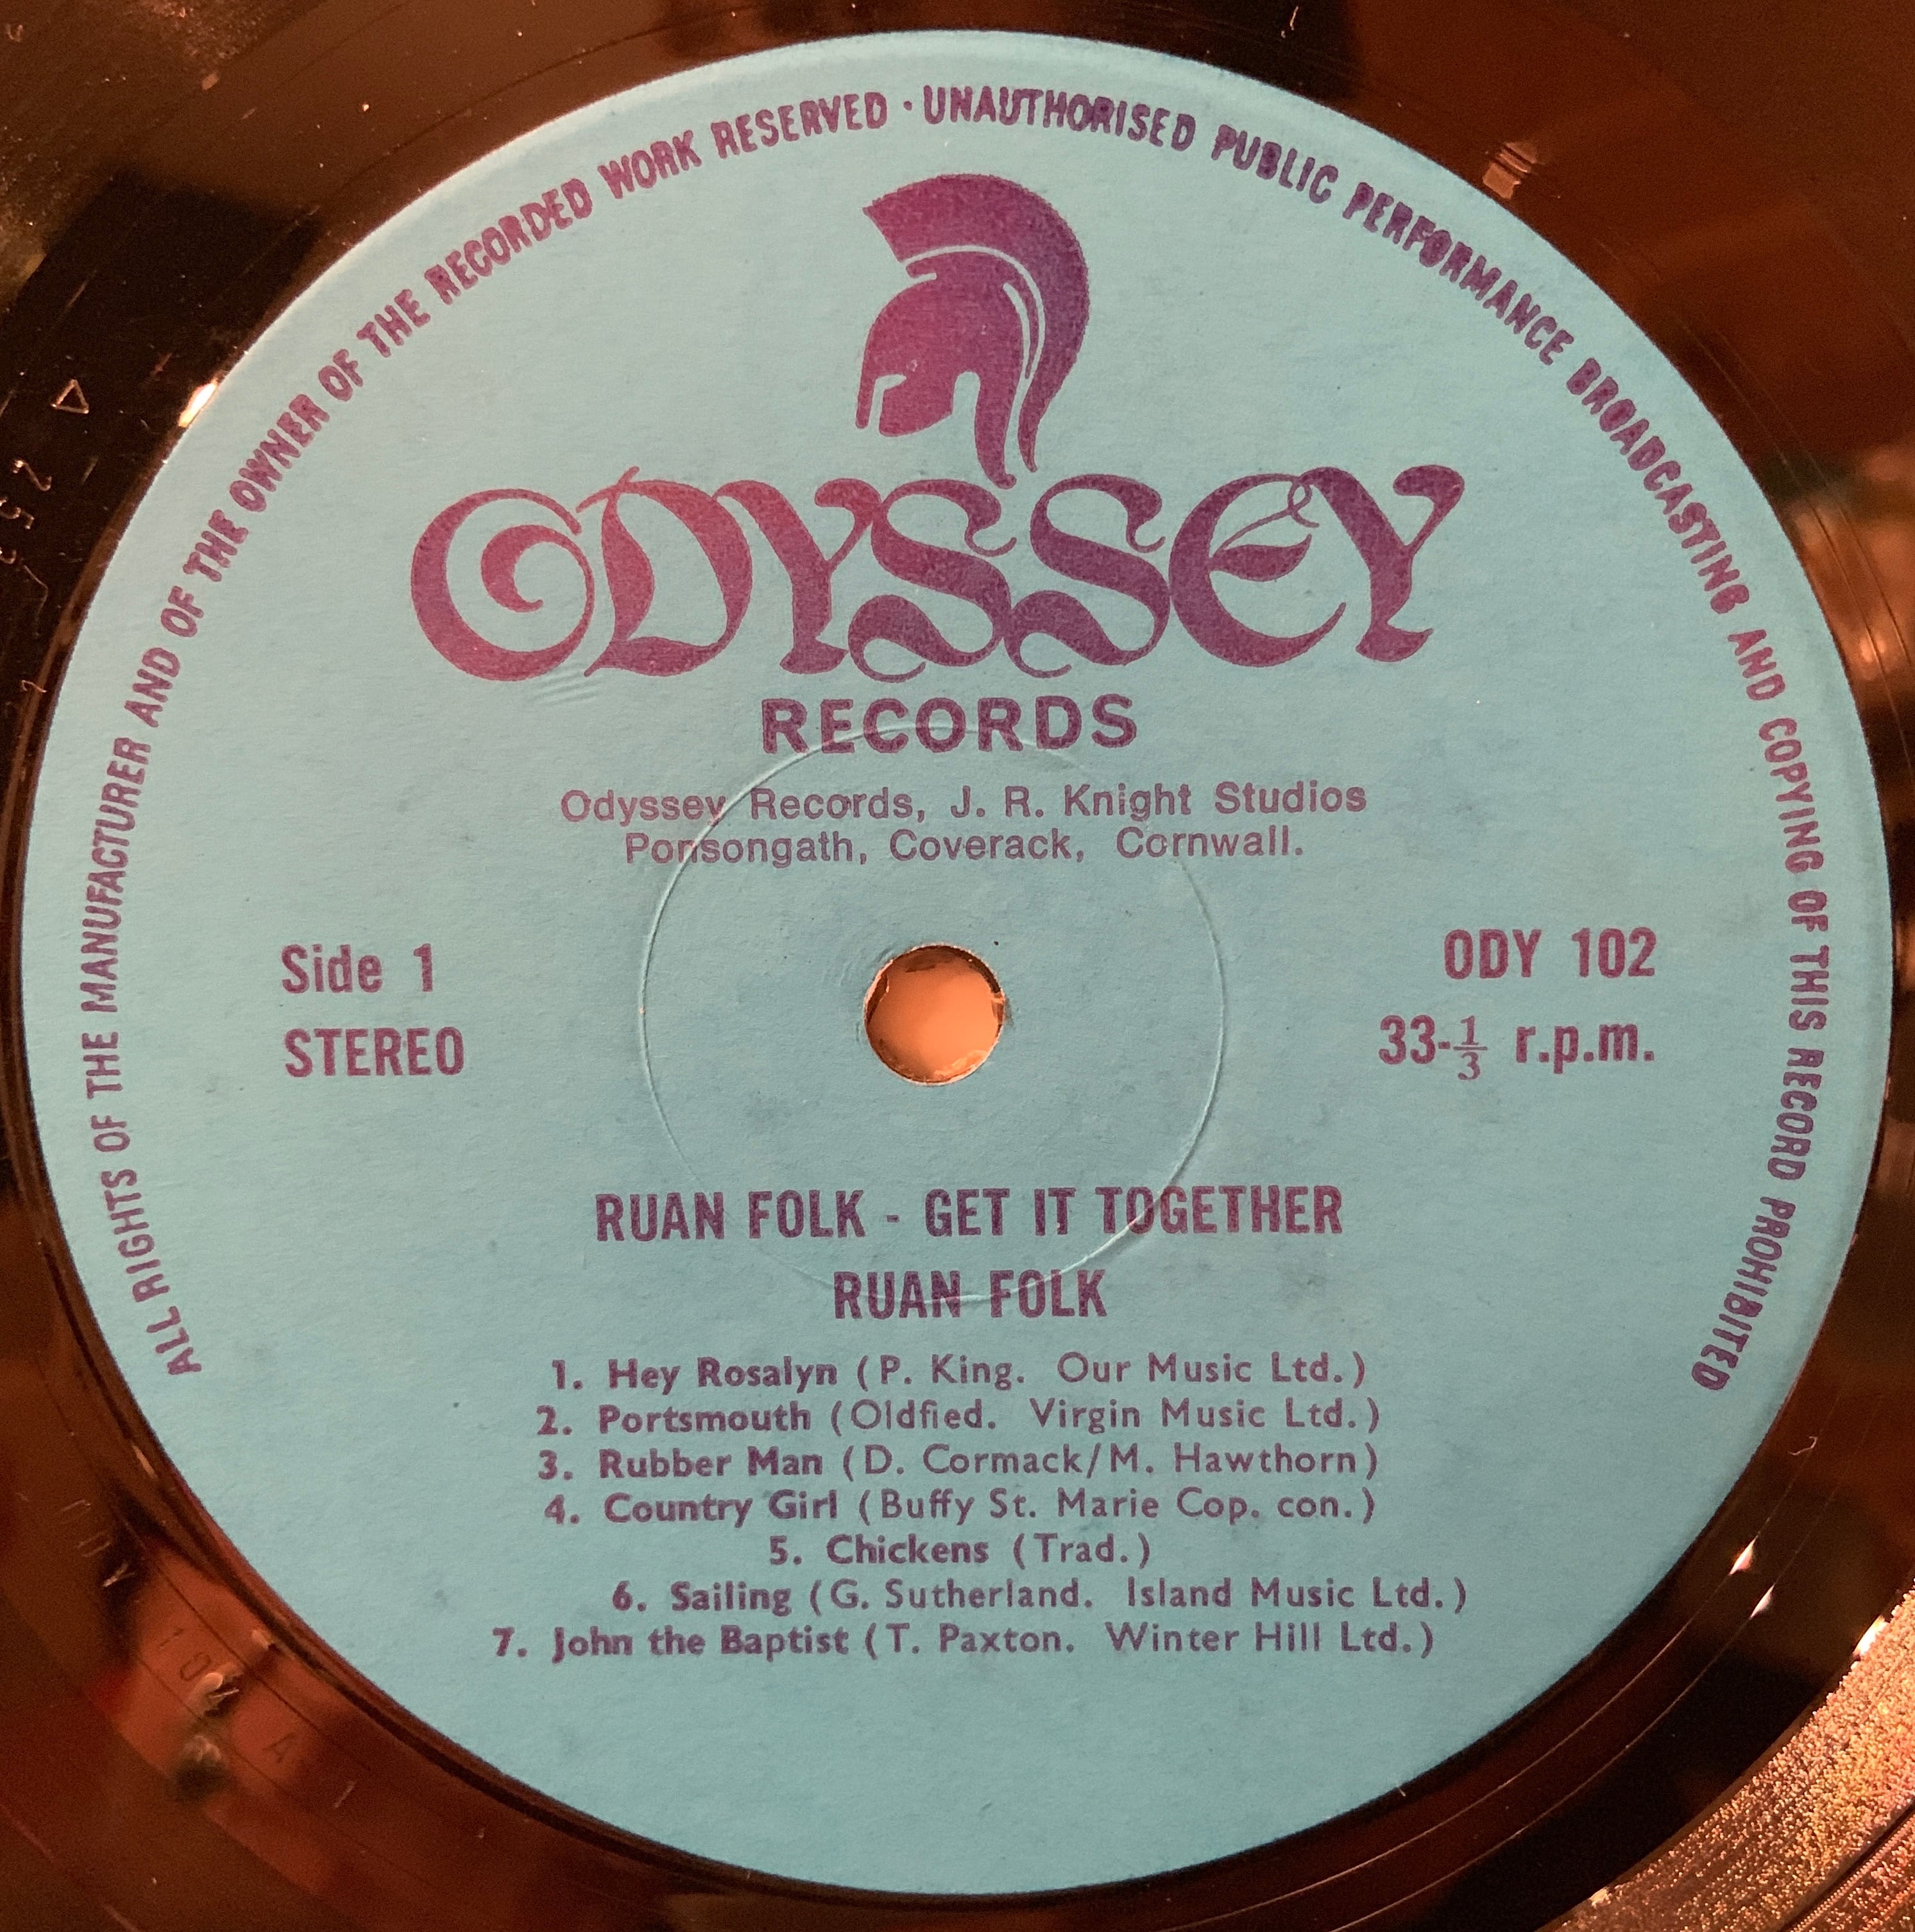 ALL RIGHTS OF THE MANUFACTURER AND OF THE OWNER OF THE RECORDED WORK RESERVED · UNAUTHORISED PUBLIC PERFORMANCE BROADCASTING AND COPYING OF THIS RECORD PROHIBITED
ODYSSEY
RECORDS
Odyssey Records, J. R. Knight Studios
Ponsongath, Coverack, Cornwall.
Side 1
STEREO
ODY 102
33-1/3 r.p.m.
RUAN FOLK - GET IT TOGETHER
RUAN FOLK
1. Hey Rosalyn (P. King. Our Music Ltd.)
2. Portsmouth (Oldfied. Virgin Music Ltd.)
3. Rubber Man (D. Cormack/M. Hawthorn)
4. Country Girl (Buffy St. Marie Cop. con.)
5. Chickens (Trad.)
6. Sailing (G. Sutherland. Island Music Ltd.)
7. John the Baptist (T. Paxton. Winter Hill Ltd.)